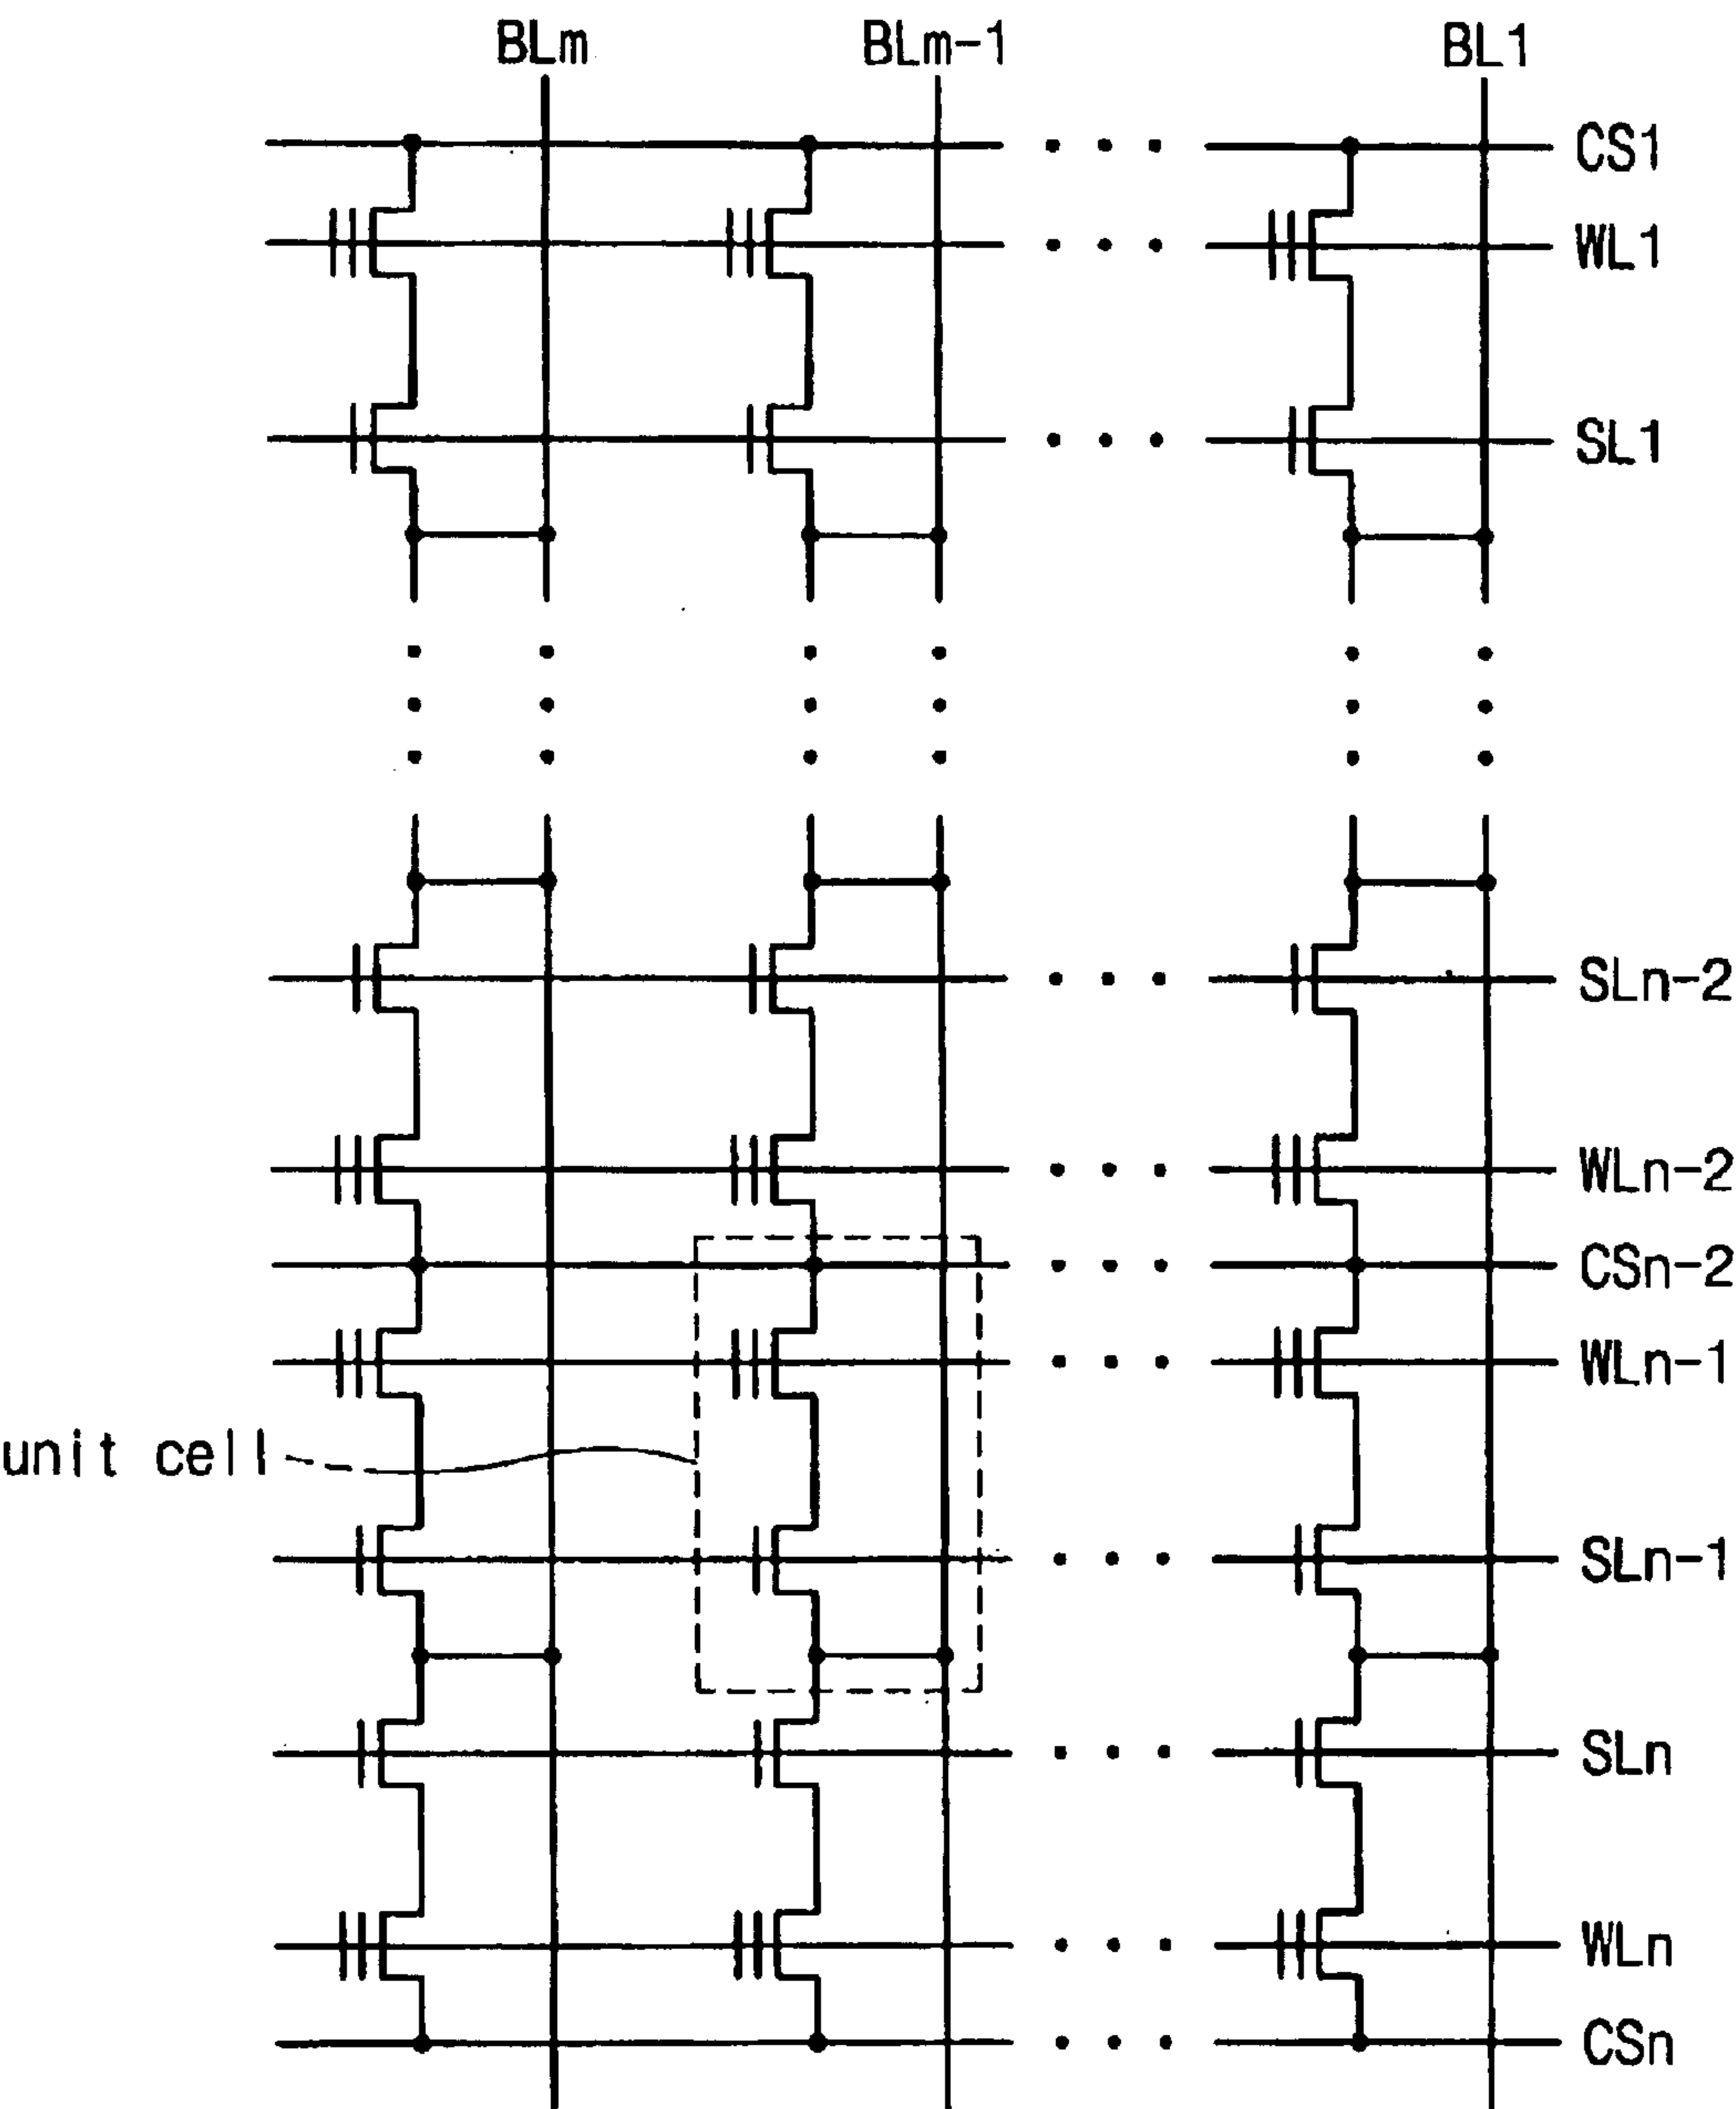 BLm BLm-1 BL1
CS1
WL1
SL1
SLn-2
WLn-2
CSn-2
WLn-1
unit cell
SLn-1
SLn
WLn
CSn